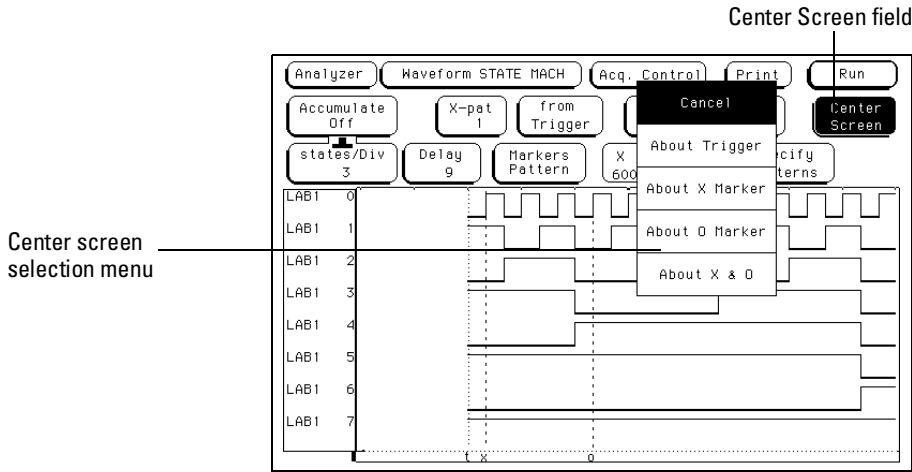 Center Screen field
Analyzer Waveform STATE MACH Acq. Control Print Run
Cancel
Accumulate
Off
X-pat
1
from
Trigger
Center
Screen
About Trigger
states/Div
3
Delay
9
Markers
Pattern
X
600
ecify
terns
About X Marker
About O Marker
About X & O
Center screen
selection menu
LAB1 0
LAB1 1
LAB1 2
LAB1 3
LAB1 4
LAB1 5
LAB1 6
LAB1 7
t x o